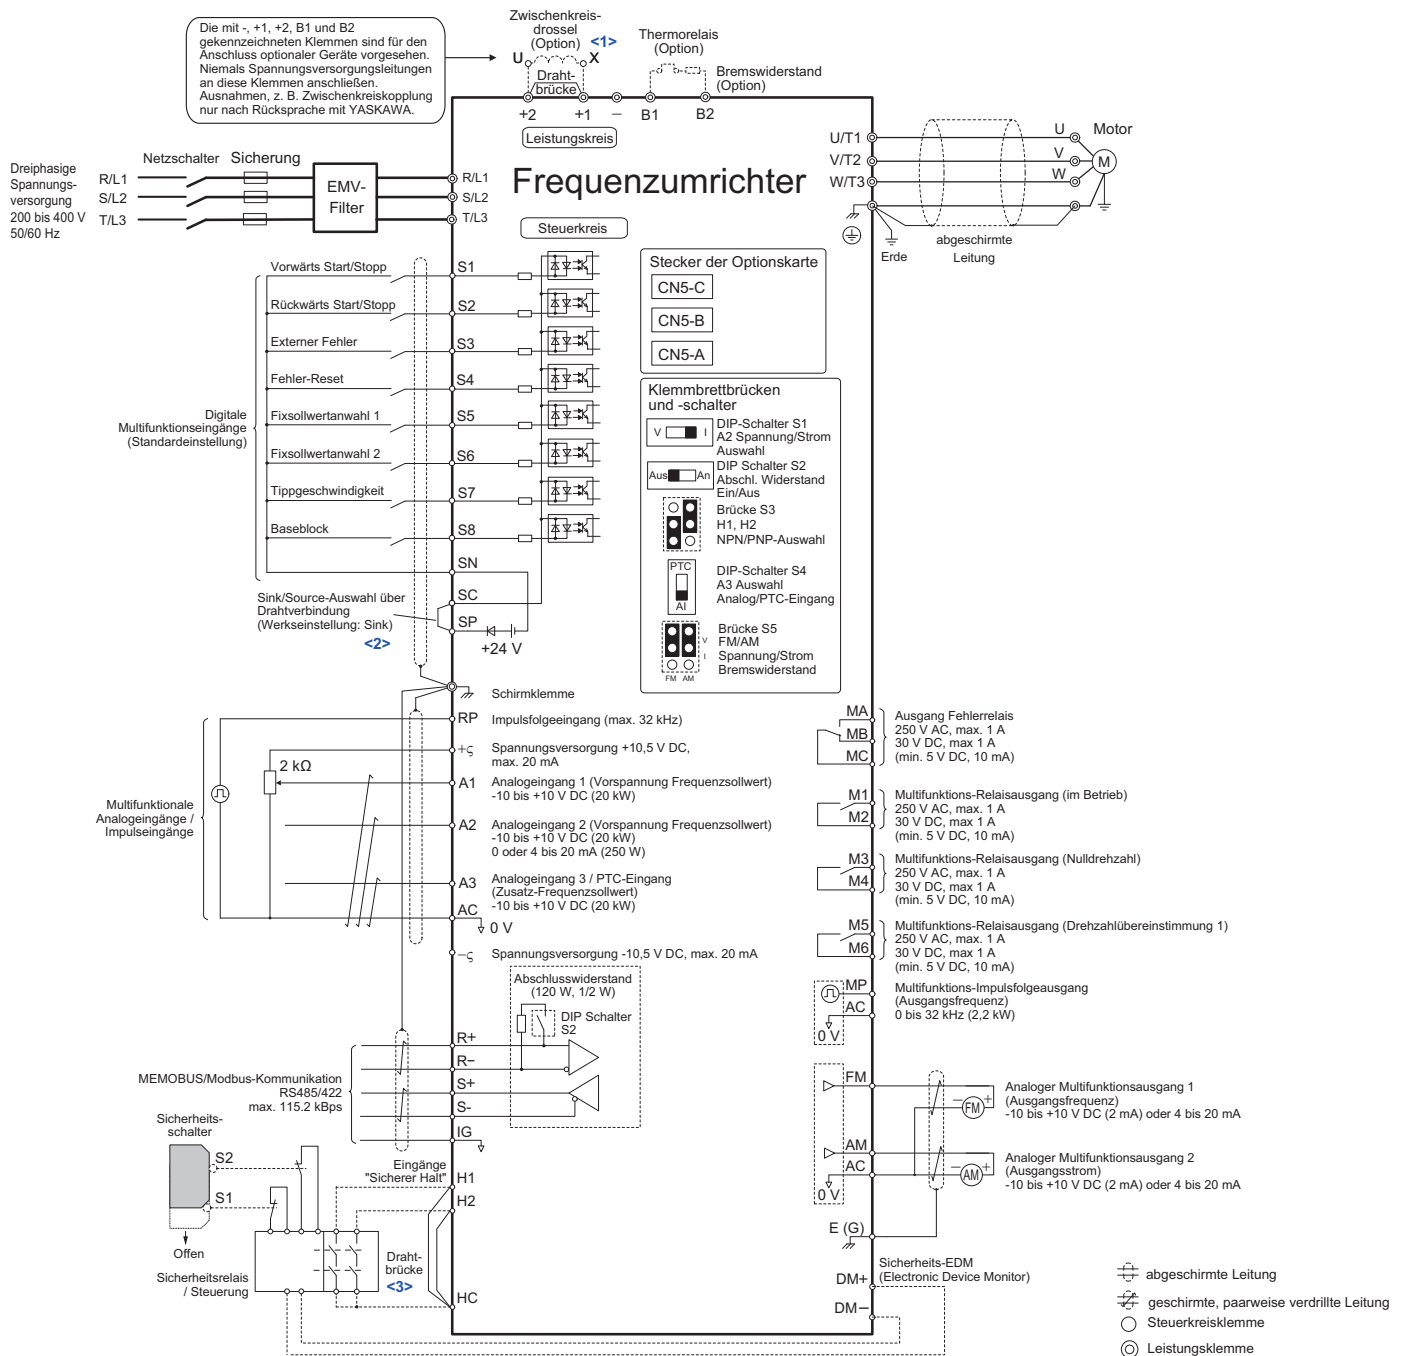 Die mit -, +1, +2, B1 und B2
gekennzeichneten Klemmen sind für den
Anschluss optionaler Geräte vorgesehen.
Niemals Spannungsversorgungsleitungen
an diese Klemmen anschließen.
Ausnahmen, z. B. Zwischenkreiskopplung
nur nach Rücksprache mit YASKAWA.
Zwischenkreis-
drossel
(Option) <1>
U X
Draht-
brücke
Thermorelais
(Option)
Bremswiderstand
(Option)
+2 +1 − B1 B2
Leistungskreis
Frequenzumrichter
Dreiphasige
Spannungs-
versorgung
200 bis 400 V
50/60 Hz
Netzschalter Sicherung
R/L1
S/L2
T/L3
EMV-
Filter
R/L1
S/L2
T/L3
U/T1
V/T2
W/T3
U
V
W
Motor
M
Erde
abgeschirmte
Leitung
Steuerkreis
Digitale
Multifunktionseingänge
(Standardeinstellung)
Vorwärts Start/Stopp S1
Rückwärts Start/Stopp S2
Externer Fehler S3
Fehler-Reset S4
Fixsollwertanwahl 1 S5
Fixsollwertanwahl 2 S6
Tippgeschwindigkeit S7
Baseblock S8
SN
SC
SP
+24 V
Sink/Source-Auswahl über
Drahtverbindung
(Werkseinstellung: Sink)
<2>
Stecker der Optionskarte
CN5-C
CN5-B
CN5-A
Klemmbrettbrücken
und -schalter
V I
DIP-Schalter S1
A2 Spannung/Strom
Auswahl
Aus An
DIP Schalter S2
Abschl. Widerstand
Ein/Aus
Brücke S3
H1, H2
NPN/PNP-Auswahl
PTC
AI
DIP-Schalter S4
A3 Auswahl
Analog/PTC-Eingang
Brücke S5
FM/AM
Spannung/Strom
Bremswiderstand
V
I
FM AM
Schirmklemme
Multifunktionale
Analogeingänge /
Impulseingänge
2 kΩ
RP Impulsfolgeeingang (max. 32 kHz)
+ς Spannungsversorgung +10,5 V DC,
max. 20 mA
A1 Analogeingang 1 (Vorspannung Frequenzsollwert)
-10 bis +10 V DC (20 kW)
A2 Analogeingang 2 (Vorspannung Frequenzsollwert)
-10 bis +10 V DC (20 kW)
0 oder 4 bis 20 mA (250 W)
A3 Analogeingang 3 / PTC-Eingang
(Zusatz-Frequenzsollwert)
-10 bis +10 V DC (20 kW)
AC
0 V
−ς Spannungsversorgung -10,5 V DC, max. 20 mA
Abschlusswiderstand
(120 W, 1/2 W)
DIP Schalter
S2
MEMOBUS/Modbus-Kommunikation
RS485/422
max. 115.2 kBps
R+
R−
S+
S-
IG
Sicherheits-
schalter
S2
S1
Offen
Sicherheitsrelais
/ Steuerung
Eingänge
"Sicherer Halt"
H1
H2
Draht-
brücke
<3>
HC
MA
MB
MC
Ausgang Fehlerrelais
250 V AC, max. 1 A
30 V DC, max 1 A
(min. 5 V DC, 10 mA)
M1
M2
Multifunktions-Relaisausgang (im Betrieb)
250 V AC, max. 1 A
30 V DC, max 1 A
(min. 5 V DC, 10 mA)
M3
M4
Multifunktions-Relaisausgang (Nulldrehzahl)
250 V AC, max. 1 A
30 V DC, max 1 A
(min. 5 V DC, 10 mA)
M5
M6
Multifunktions-Relaisausgang (Drehzahlübereinstimmung 1)
250 V AC, max. 1 A
30 V DC, max 1 A
(min. 5 V DC, 10 mA)
MP
AC
0 V
Multifunktions-Impulsfolgeausgang
(Ausgangsfrequenz)
0 bis 32 kHz (2,2 kW)
FM
− FM +
Analoger Multifunktionsausgang 1
(Ausgangsfrequenz)
-10 bis +10 V DC (2 mA) oder 4 bis 20 mA
AM
AC
0 V
− AM +
Analoger Multifunktionsausgang 2
(Ausgangsstrom)
-10 bis +10 V DC (2 mA) oder 4 bis 20 mA
E (G)
Sicherheits-EDM
(Electronic Device Monitor)
DM+
DM−
abgeschirmte Leitung
geschirmte, paarweise verdrillte Leitung
Steuerkreisklemme
Leistungsklemme